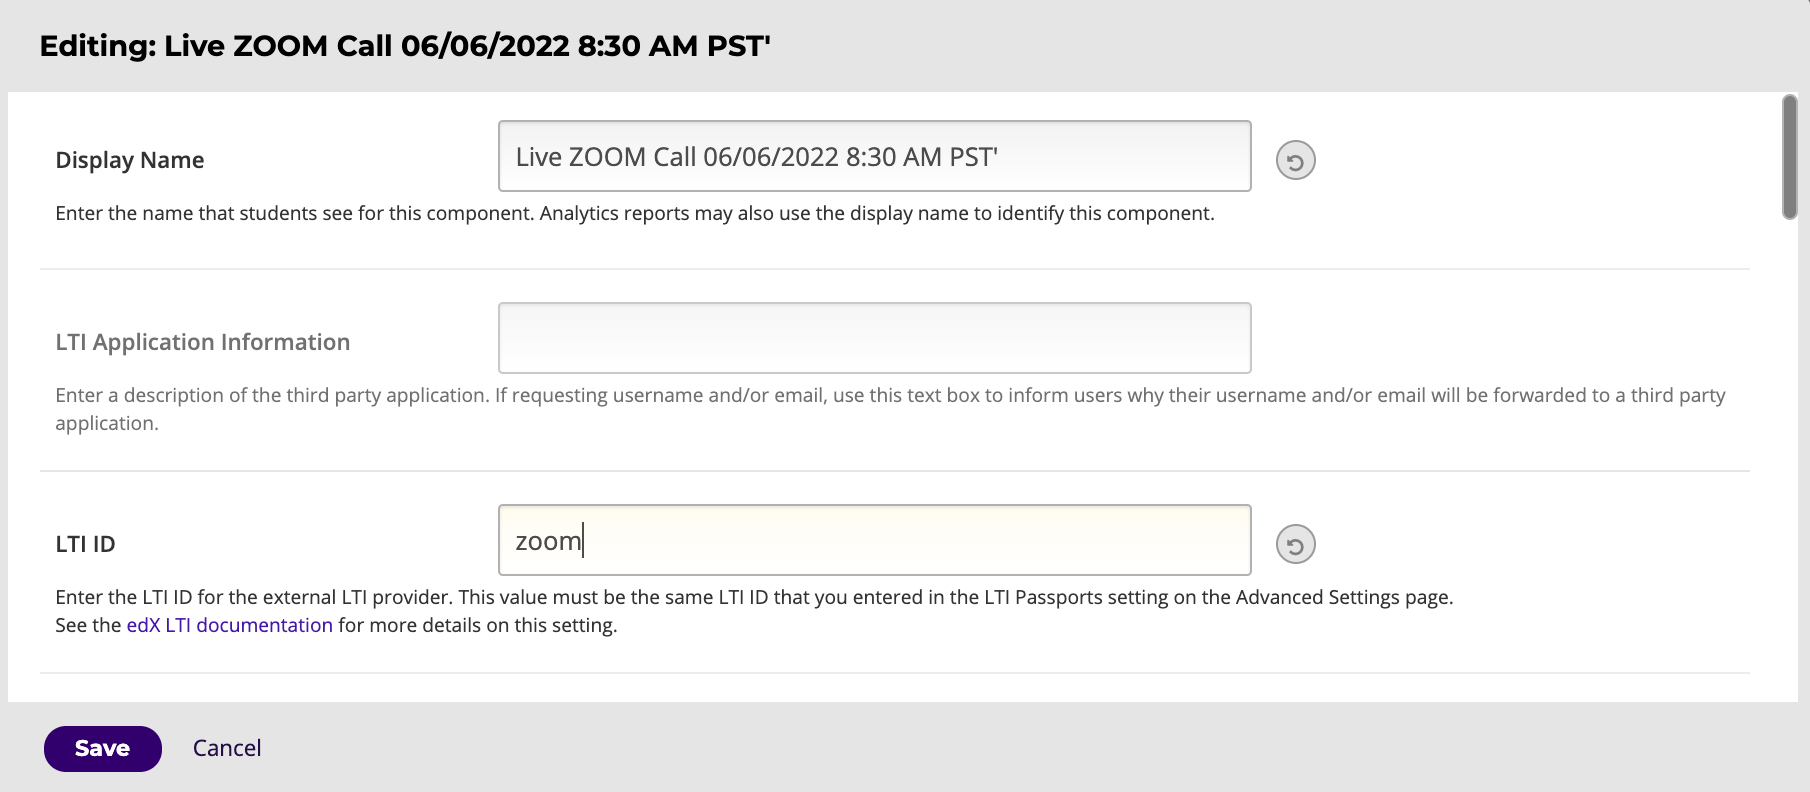 Editing: Live ZOOM Call 06/06/2022 8:30 AM PST'
Display Name
Live ZOOM Call 06/06/2022 8:30 AM PST'
Enter the name that students see for this component. Analytics reports may also use the display name to identify this component.
LTI Application Information
Enter a description of the third party application. If requesting username and/or email, use this text box to inform users why their username and/or email will be forwarded to a third party
application.
LTI ID
zoom
Enter the LTI ID for the external LTI provider. This value must be the same LTI ID that you entered in the LTI Passports setting on the Advanced Settings page.
See the edX LTI documentation for more details on this setting.
Save
Cancel